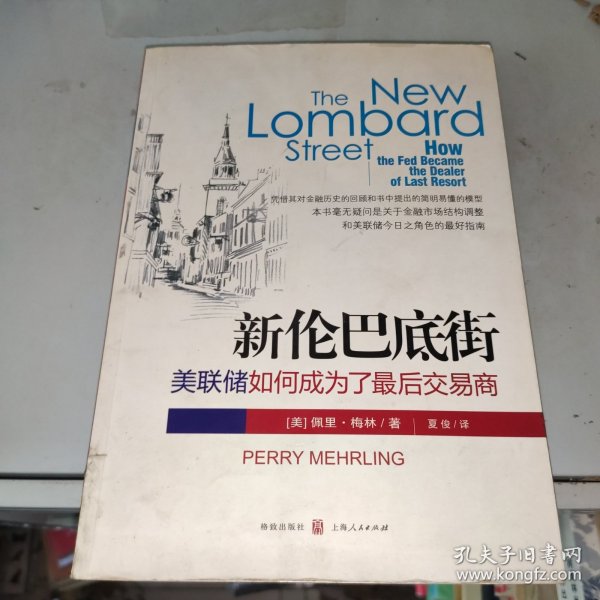 The New
Lombard
Street How
the Fed Became
the Dealer
of Last Resort
凭借其对金融历史的回顾和书中提出的简明易懂的模型
本书毫无疑问是关于金融市场结构调整
和美联储今日之角色的最好指南
新伦巴底街
美联储如何成为了最后交易商
[美] 佩里·梅林/著 夏俊/译
PERRY MEHRLING
格致出版社 上海人民出版社
孔夫子旧书网
www.kongfz.com